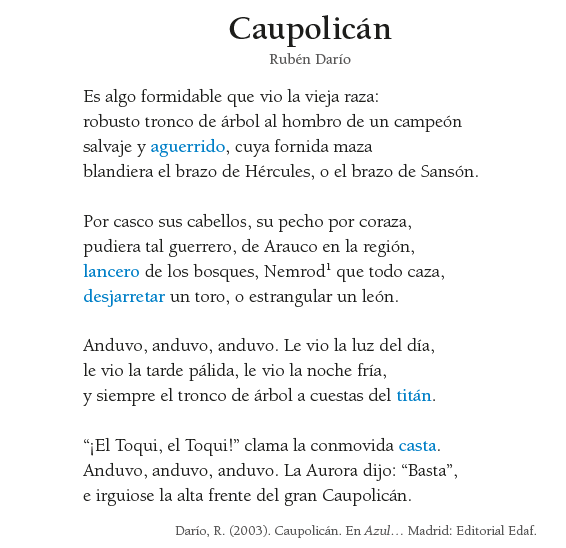 Caupolicán
Rubén Darío
Es algo formidable que vio la vieja raza:
robusto tronco de árbol al hombro de un campeón
salvaje y aguerrido, cuya fornida maza
blandiera el brazo de Hércules, o el brazo de Sansón.
Por casco sus cabellos, su pecho por coraza,
pudiera tal guerrero, de Arauco en la región,
lancero de los bosques, Nemrod¹ que todo caza,
desjarretar un toro, o estrangular un león.
Anduvo, anduvo, anduvo. Le vio la luz del día,
le vio la tarde pálida, le vio la noche fría,
y siempre el tronco de árbol a cuestas del titán.
“¡El Toqui, el Toqui!” clama la conmovida casta.
Anduvo, anduvo, anduvo. La Aurora dijo: “Basta”,
e irguiose la alta frente del gran Caupolicán.
Darío, R. (2003). Caupolicán. En Azul… Madrid: Editorial Edaf.